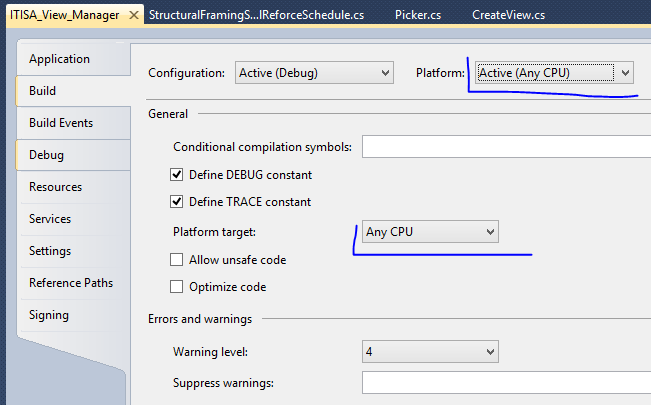 ITISA_View_Manager StructuralFramingS...lReforceSchedule.cs Picker.cs CreateView.cs
Application
Build
Build Events
Debug
Resources
Services
Settings
Reference Paths
Signing
Configuration: Active (Debug) Platform: Active (Any CPU)
General
Conditional compilation symbols:
Define DEBUG constant
Define TRACE constant
Platform target: Any CPU
Allow unsafe code
Optimize code
Errors and warnings
Warning level: 4
Suppress warnings: